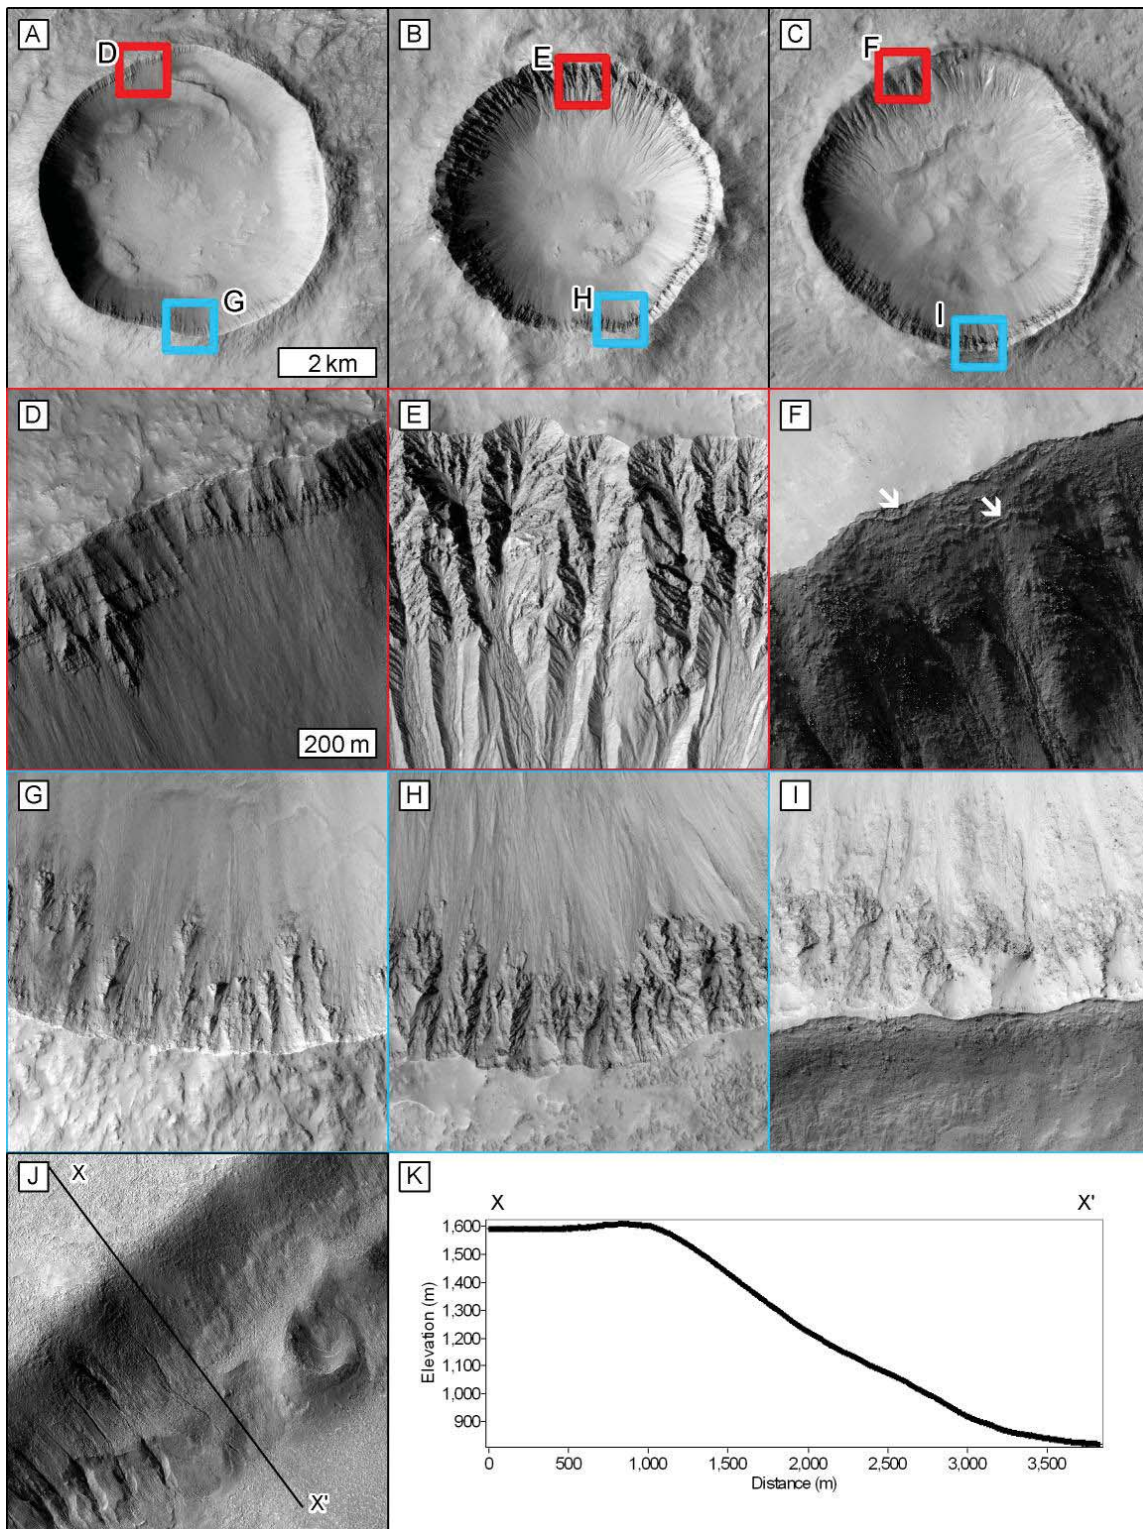 A
B
C
D
E
F
G
H
I
2 km
D
E
F
200 m
G
H
I
J
X
X'
K
X
X'
1,600
1,500
1,400
1,300
1,200
1,100
1,000
900
Elevation (m)
0
500
1,000
1,500
2,000
2,500
3,000
3,500
Distance (m)